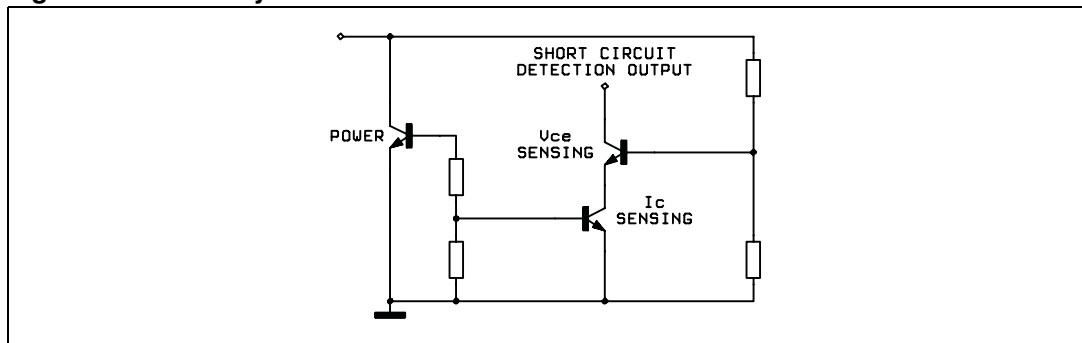 SHORT CIRCUIT
DETECTION OUTPUT
POWER
Vce
SENSING
Ic
SENSING